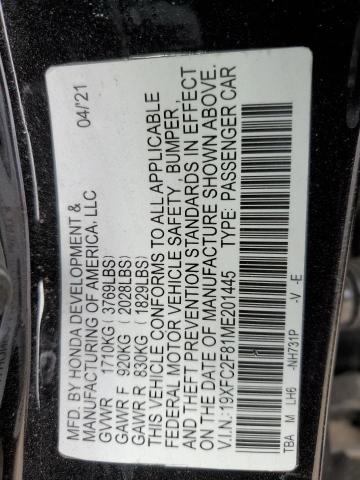 MFD. BY HONDA DEVELOPMENT &
MANUFACTURING OF AMERICA, LLC 04/21
GVWR 1710KG (3769LBS)
GAWR F 920KG (2028LBS)
GAWR R 830KG (1829LBS)
THIS VEHICLE CONFORMS TO ALL APPLICABLE
FEDERAL MOTOR VEHICLE SAFETY, BUMPER,
AND THEFT PREVENTION STANDARDS IN EFFECT
ON THE DATE OF MANUFACTURE SHOWN ABOVE.
V.I.N.:19XFC2F81ME201445 TYPE: PASSENGER CAR
TBA M LH6 -NH731P -V -E